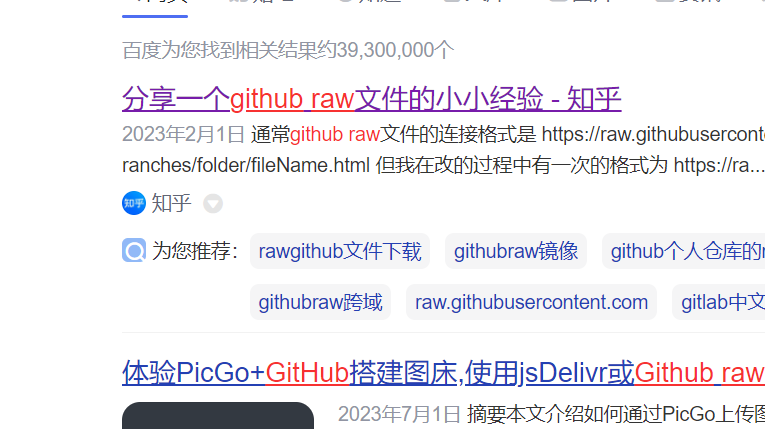 百度为您找到相关结果约39,300,000个
分享一个github raw文件的小小经验 - 知乎
2023年2月1日 通常github raw文件的连接格式是 https://raw.githubusercont
ranches/folder/fileName.html 但我在改的过程中有一次的格式为 https://ra...
知乎 知乎
为您推荐： rawgithub文件下载 githubraw镜像 github个人仓库的
githubraw跨域 raw.githubusercontent.com gitlab中文
体验PicGo+GitHub搭建图床,使用jsDelivr或Github raw
2023年7月1日 摘要本文介绍如何通过PicGo上传图